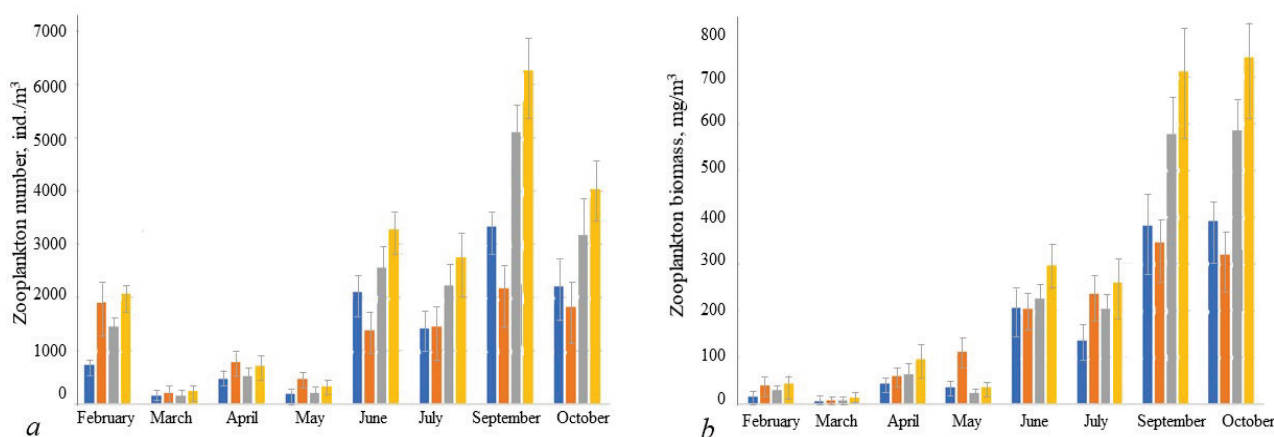 Zooplankton number, ind./m³
7000
6000
5000
4000
3000
2000
1000
0
February March April May June July September October
a
Zooplankton biomass, mg/m³
800
700
600
500
400
300
200
100
0
February March April May June July September October
b